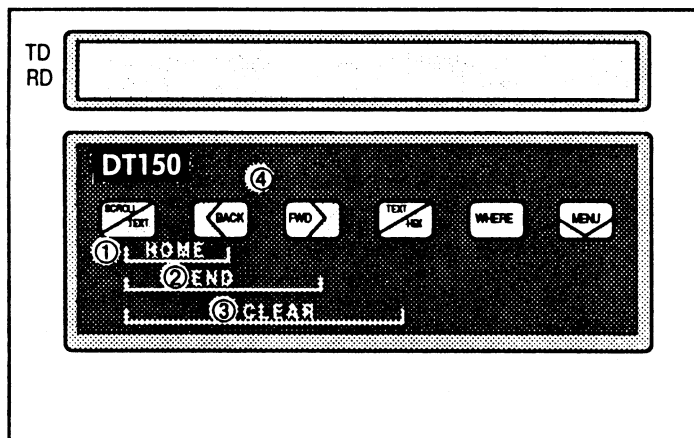 TD
RD
DT150
④
SCROLL TEXT BACK FWD TEXT HEX WHERE MENU
① HOME
② END
③ CLEAR